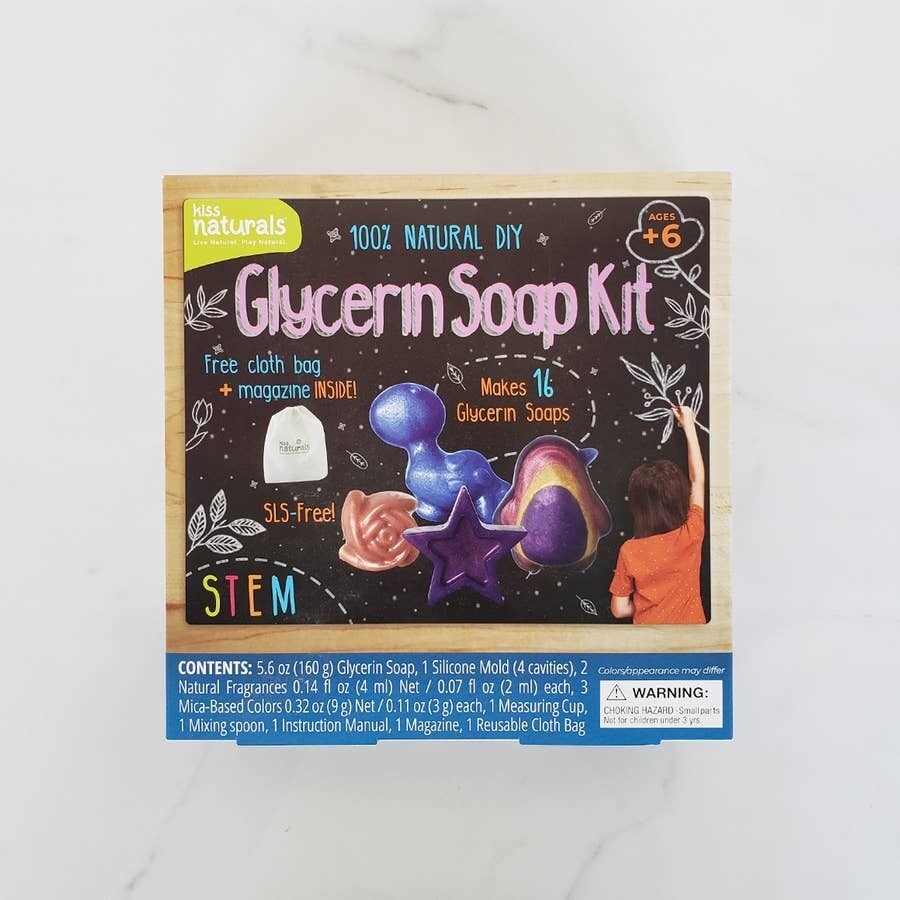 kiss
naturals
Live Natural. Play Natural.
100% NATURAL DIY
AGES
+6
Glycerin Soap Kit
Free cloth bag
+ magazine INSIDE!
Makes 16
Glycerin Soaps
kiss
naturals
SLS-Free!
STEM
CONTENTS: 5.6 oz (160 g) Glycerin Soap, 1 Silicone Mold (4 cavities), 2
Natural Fragrances 0.14 fl oz (4 ml) Net / 0.07 fl oz (2 ml) each, 3
Mica-Based Colors 0.32 oz (9 g) Net / 0.11 oz (3 g) each, 1 Measuring Cup,
1 Mixing spoon, 1 Instruction Manual, 1 Magazine, 1 Reusable Cloth Bag
Colors/appearance may differ
WARNING:
CHOKING HAZARD - Small parts
Not for children under 3 yrs.